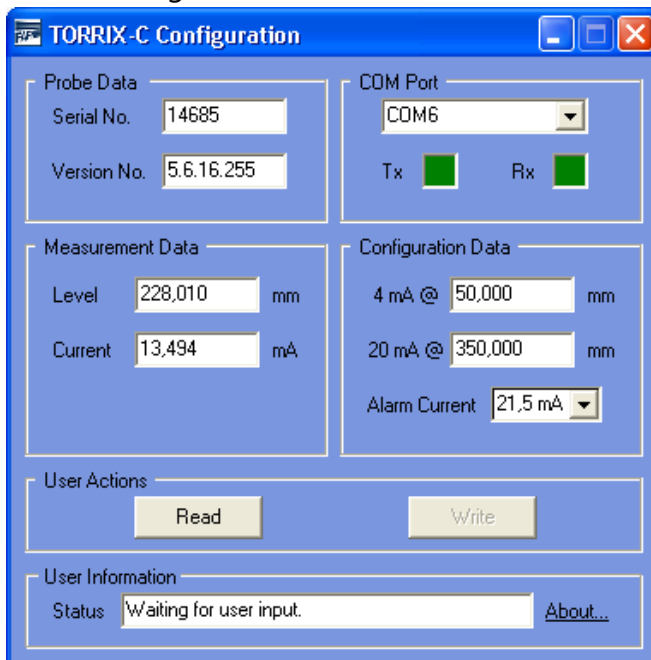 TORRIX-C Configuration
Probe Data
Serial No. 14685
Version No. 5.6.16.255
COM Port
COM6
Tx Rx
Measurement Data
Level 228,010 mm
Current 13,494 mA
Configuration Data
4 mA @ 50,000 mm
20 mA @ 350,000 mm
Alarm Current 21,5 mA
User Actions
Read Write
User Information
Status Waiting for user input. About...